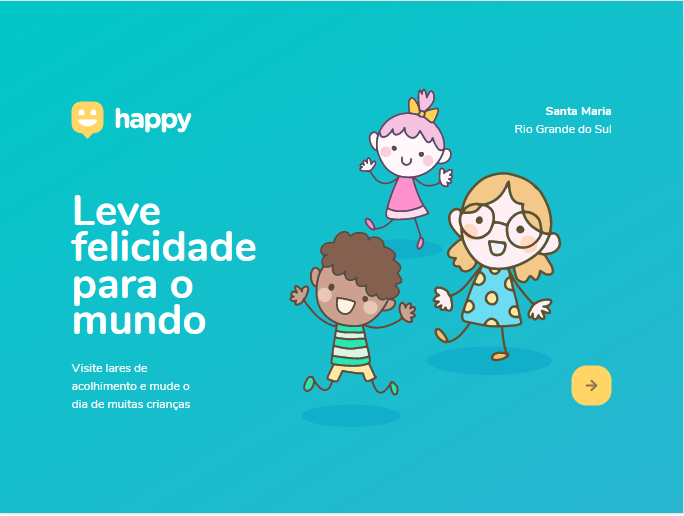 happy
Santa Maria
Rio Grande do Sul
Leve
felicidade
para o
mundo
Visite lares de
acolhimento e mude o
dia de muitas crianças